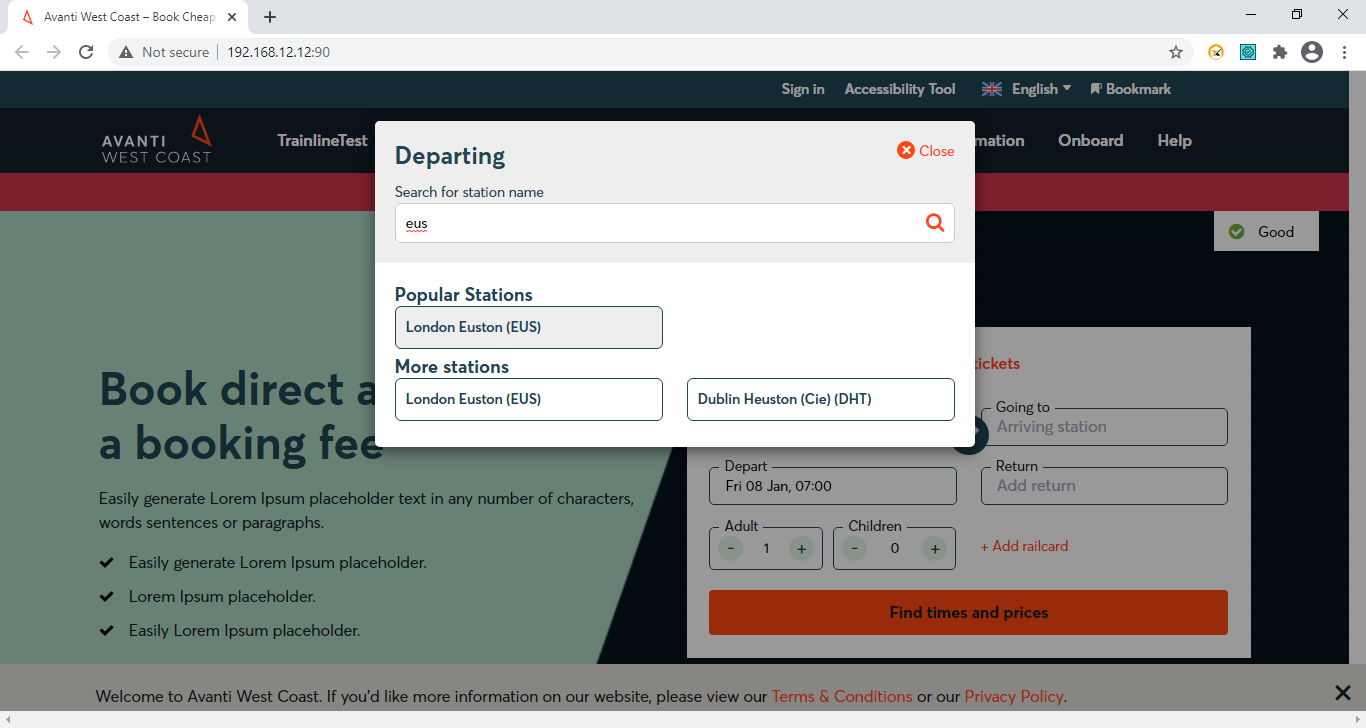 Avanti West Coast – Book Cheap
Not secure
192.168.12.12:90
Sign in
Accessibility Tool
English
Bookmark
AVANTI
WEST COAST
TrainlineTest
mation
Onboard
Help
Departing
Close
Search for station name
eus
Good
Popular Stations
London Euston (EUS)
More stations
London Euston (EUS)
Dublin Heuston (Cie) (DHT)
Book direct a
a booking fee
Easily generate Lorem Ipsum placeholder text in any number of characters,
words sentences or paragraphs.
Easily generate Lorem Ipsum placeholder.
Lorem Ipsum placeholder.
Easily Lorem Ipsum placeholder.
tickets
Going to
Arriving station
Depart
Fri 08 Jan, 07:00
Return
Add return
Adult
- 1 +
Children
- 0 +
+ Add railcard
Find times and prices
Welcome to Avanti West Coast. If you'd like more information on our website, please view our Terms & Conditions or our Privacy Policy.